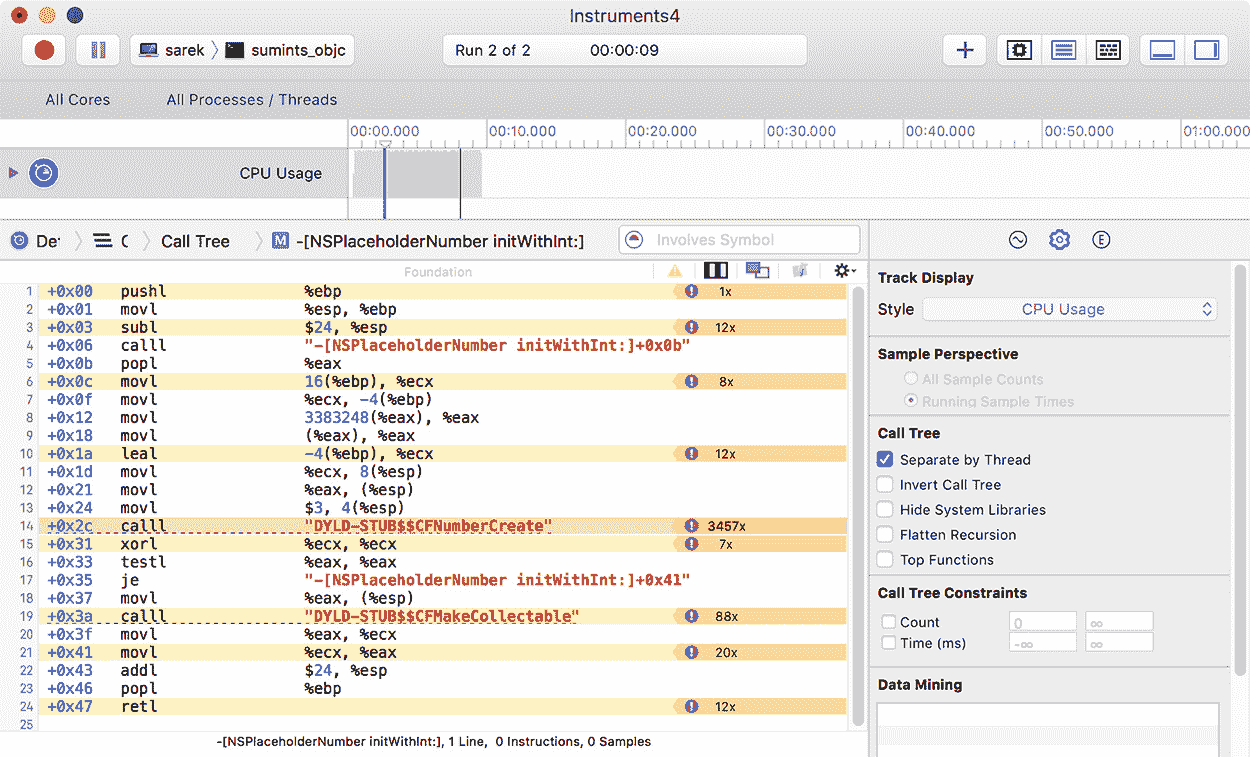 Instruments4
sarek sumints_objc Run 2 of 2 00:00:09
All Cores All Processes / Threads
00:00.000 00:10.000 00:20.000 00:30.000 00:40.000 00:50.000 01:00.000
CPU Usage
De C Call Tree M -[NSPlaceholderNumber initWithInt:] Involves Symbol E
Foundation
1 +0x00 pushl %ebp 1x
2 +0x01 movl %esp, %ebp
3 +0x03 subl $24, %esp 12x
4 +0x06 calll "-[NSPlaceholderNumber initWithInt:]+0x0b"
5 +0x0b popl %eax
6 +0x0c movl 16(%ebp), %ecx 8x
7 +0x0f movl %ecx, -4(%ebp)
8 +0x12 movl 3383248(%eax), %eax
9 +0x18 movl (%eax), %eax
10 +0x1a leal -4(%ebp), %ecx 12x
11 +0x1d movl %ecx, 8(%esp)
12 +0x21 movl %eax, (%esp)
13 +0x24 movl $3, 4(%esp)
14 +0x2c calll "DYLD-STUB$$CFNumberCreate" 3457x
15 +0x31 xorl %ecx, %ecx 7x
16 +0x33 testl %eax, %eax
17 +0x35 je "-[NSPlaceholderNumber initWithInt:]+0x41"
18 +0x37 movl %eax, (%esp)
19 +0x3a calll "DYLD-STUB$$CFMakeCollectable" 88x
20 +0x3f movl %eax, %ecx
21 +0x41 movl %ecx, %eax 20x
22 +0x43 addl $24, %esp
23 +0x46 popl %ebp
24 +0x47 retl 12x
25
-[NSPlaceholderNumber initWithInt:], 1 Line, 0 Instructions, 0 Samples
Track Display
Style CPU Usage
Sample Perspective
All Sample Counts
Running Sample Times
Call Tree
Separate by Thread
Invert Call Tree
Hide System Libraries
Flatten Recursion
Top Functions
Call Tree Constraints
Count 0 ∞
Time (ms) -∞ ∞
Data Mining